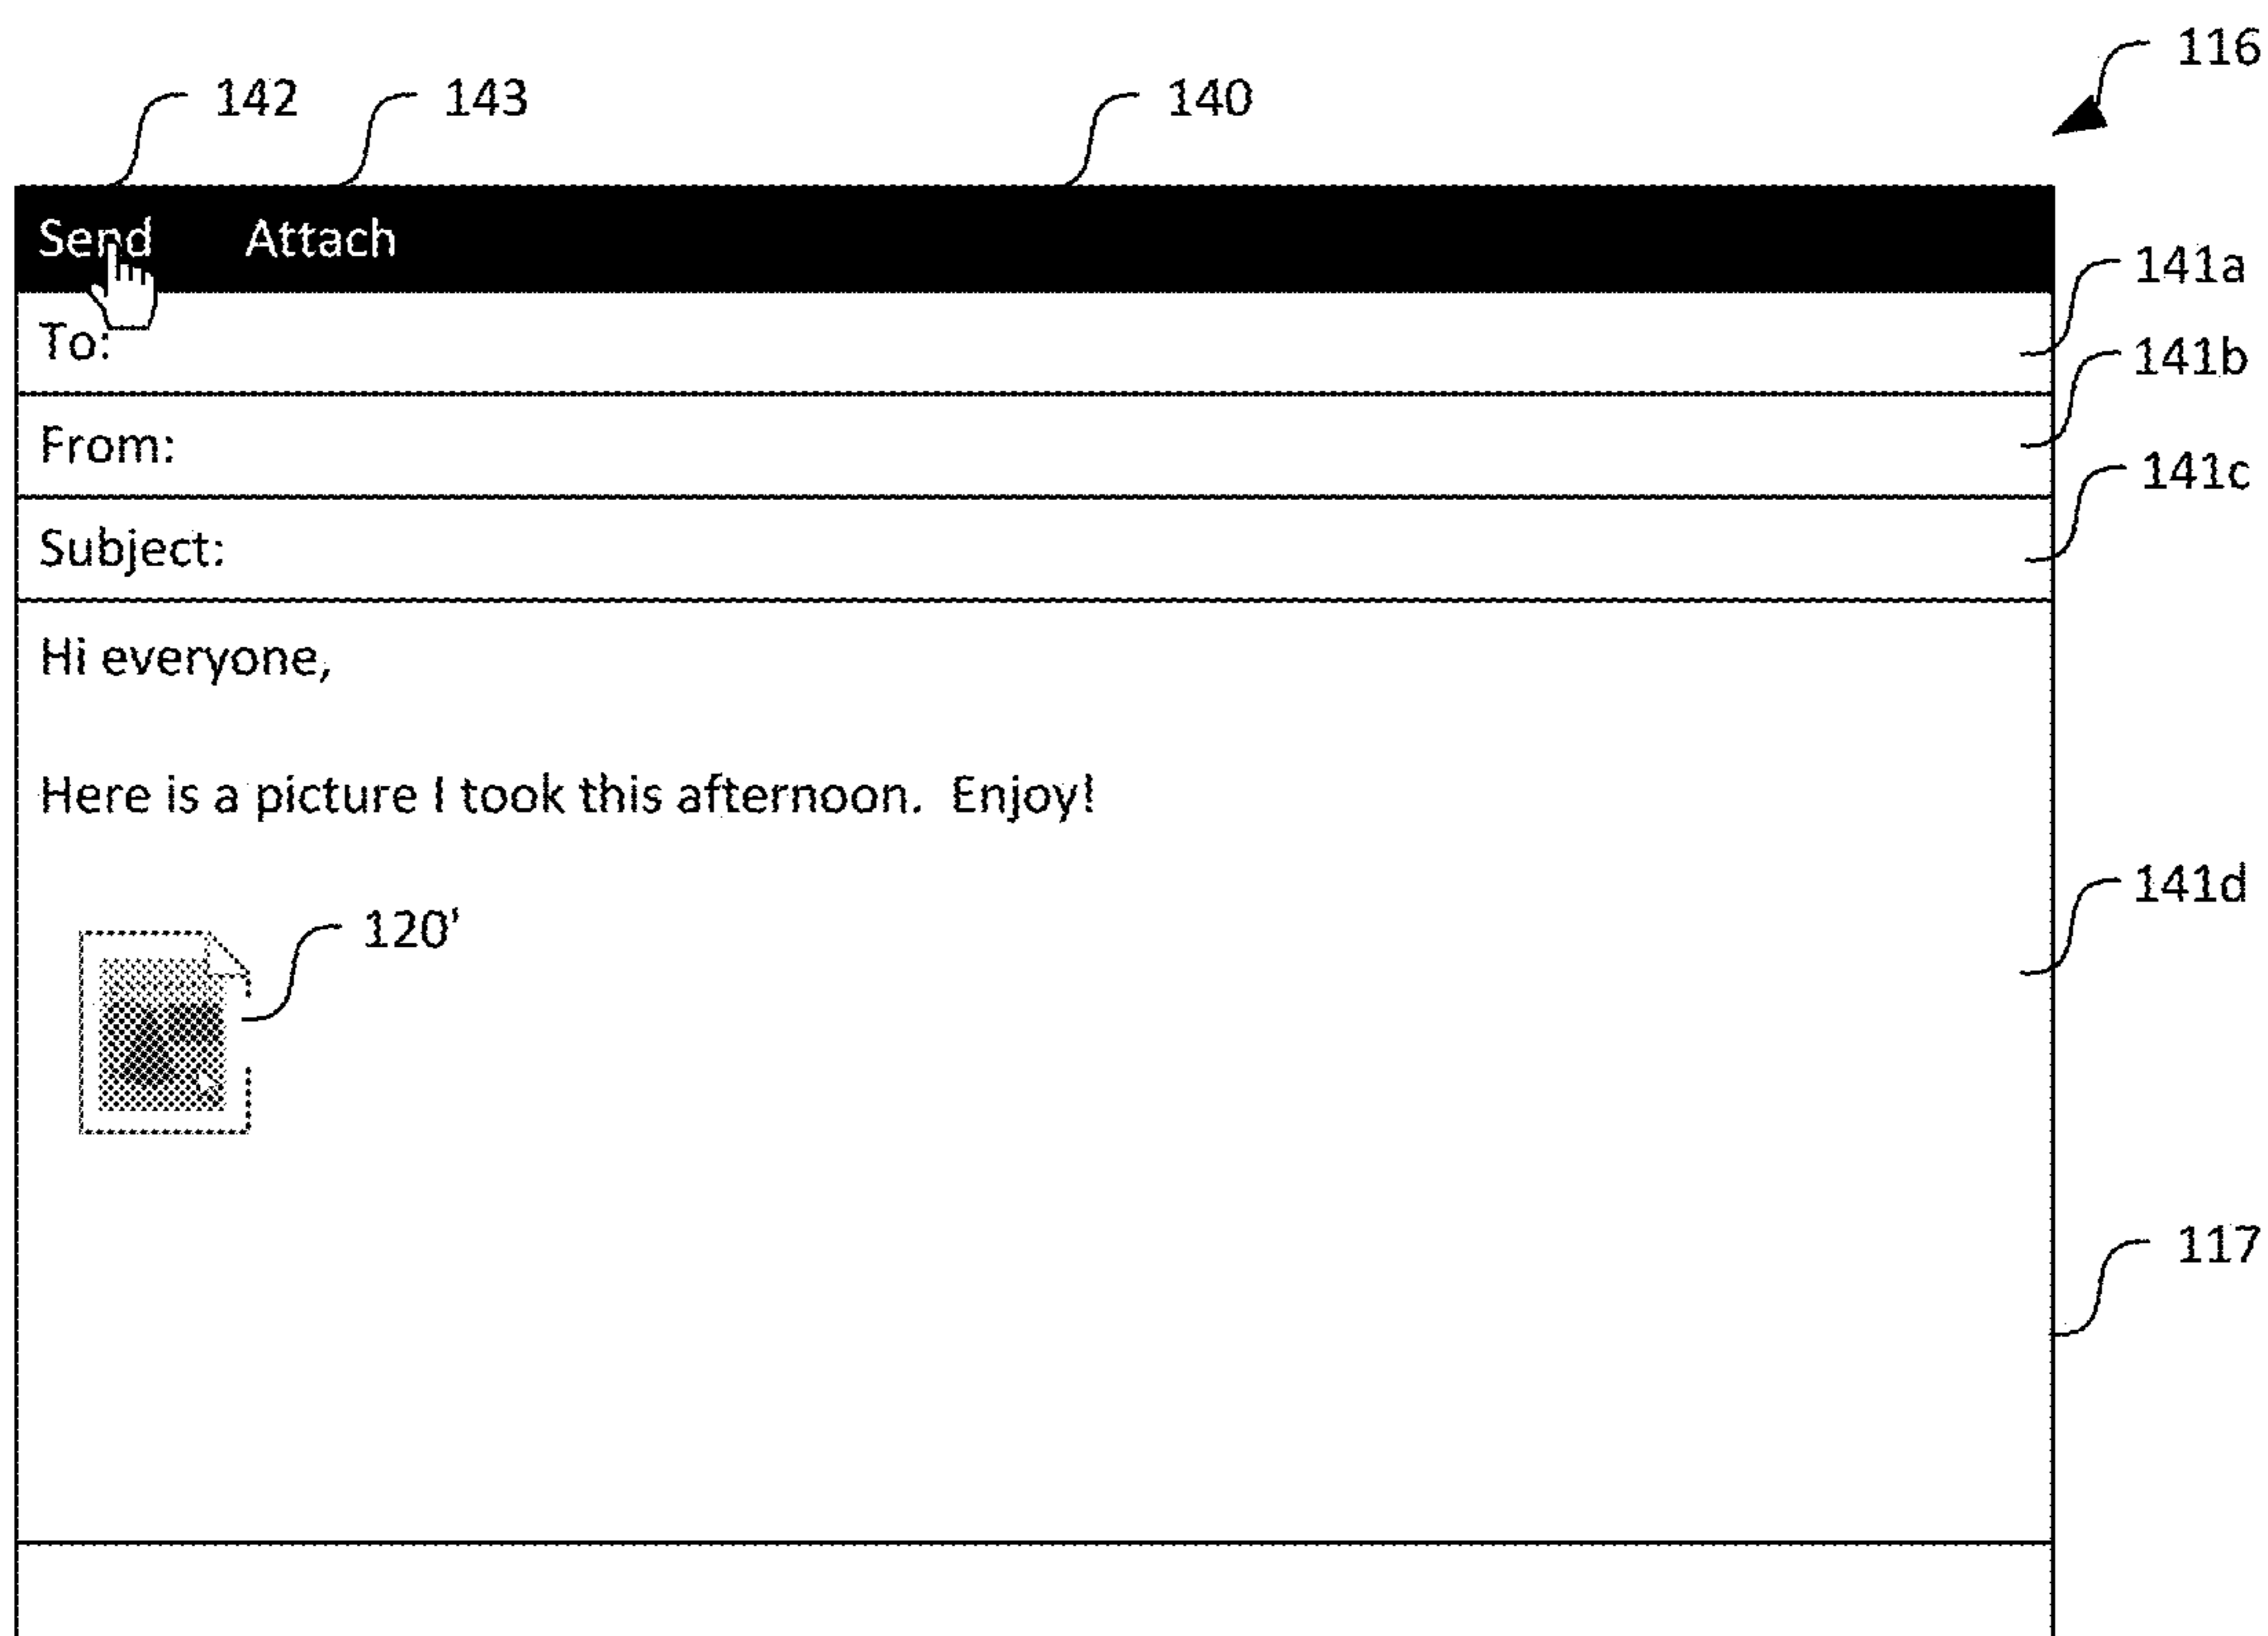 116
142 143 140
Send Attach
141a
To:
141b
From:
141c
Subject:
Hi everyone,
Here is a picture I took this afternoon. Enjoy!
141d
120'
117